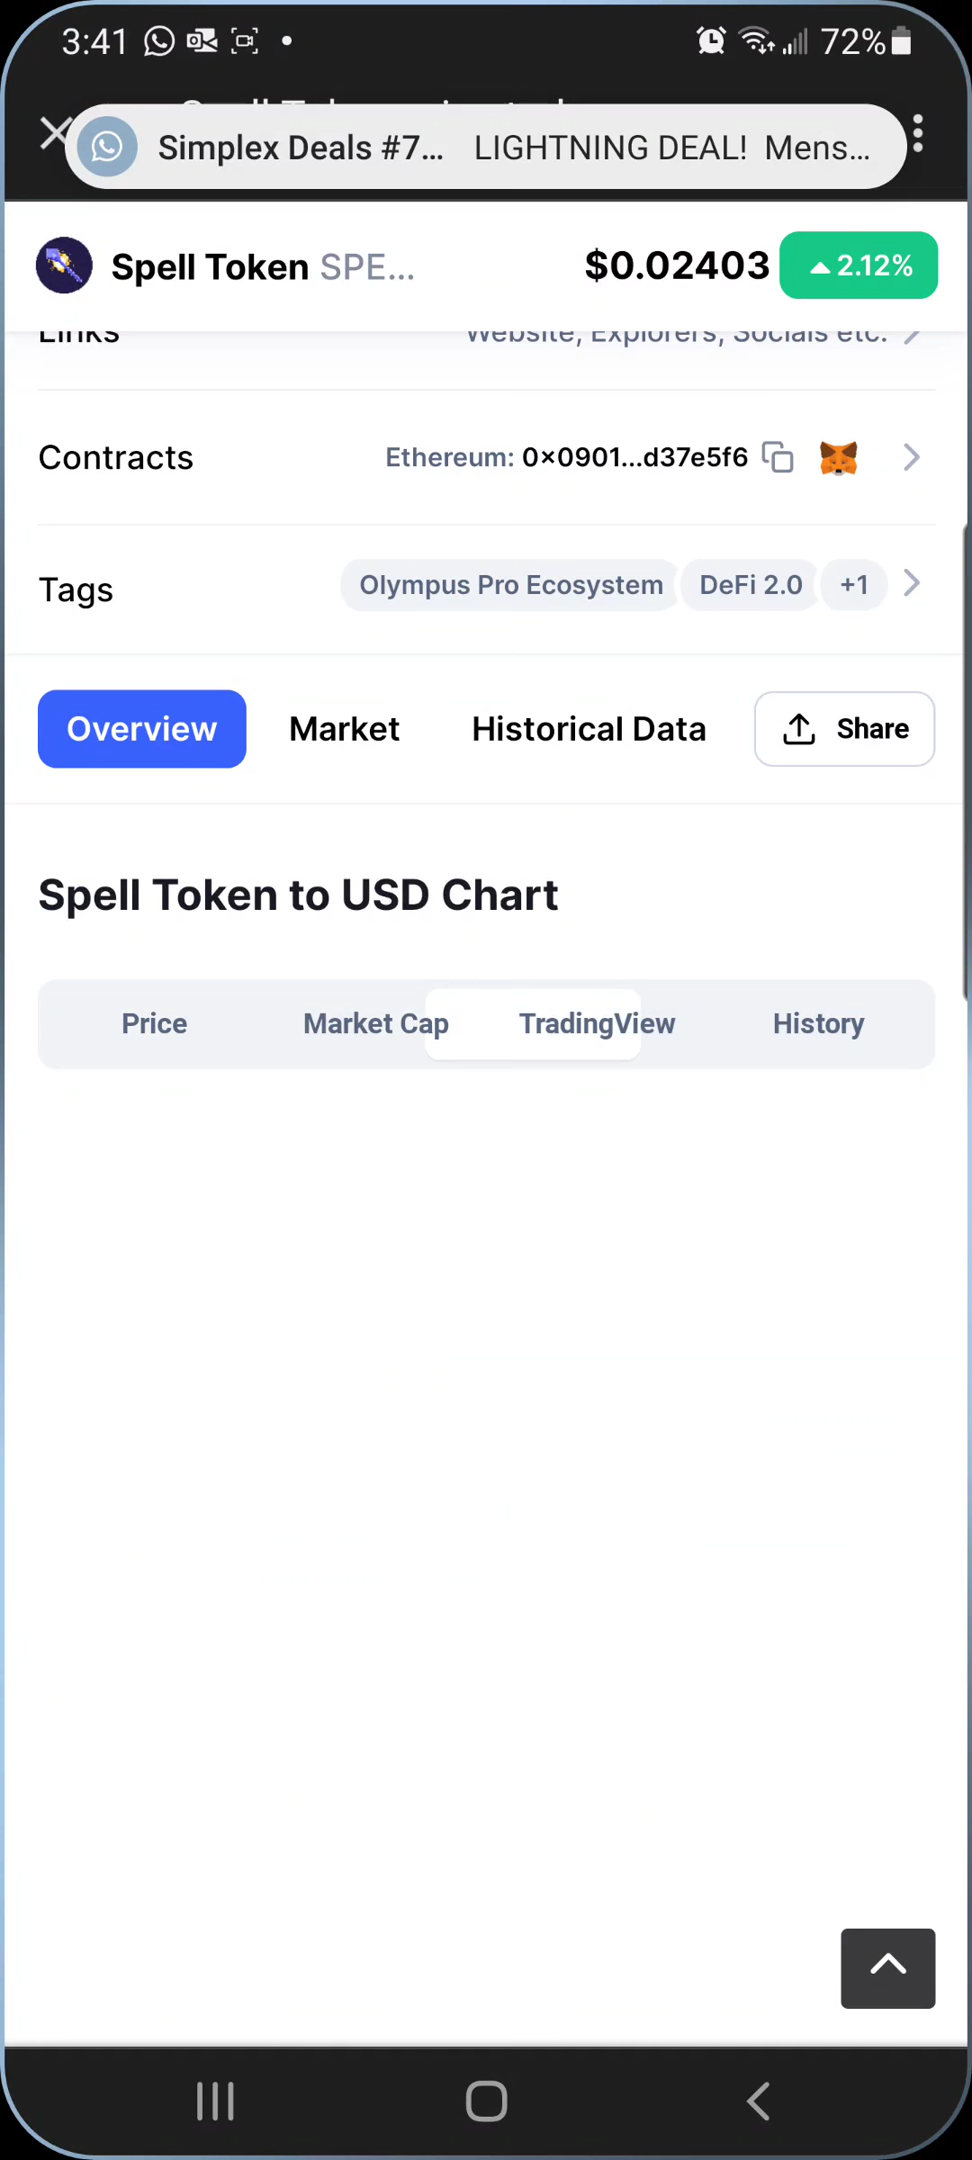 3:41 72%
Simplex Deals #7... LIGHTNING DEAL! Mens...
Spell Token SPE... $0.02403 2.12%
Links Website, Explorers, Socials etc.
Contracts Ethereum: 0x0901...d37e5f6
Tags Olympus Pro Ecosystem DeFi 2.0 +1
Overview Market Historical Data Share
Spell Token to USD Chart
Price Market Cap TradingView History